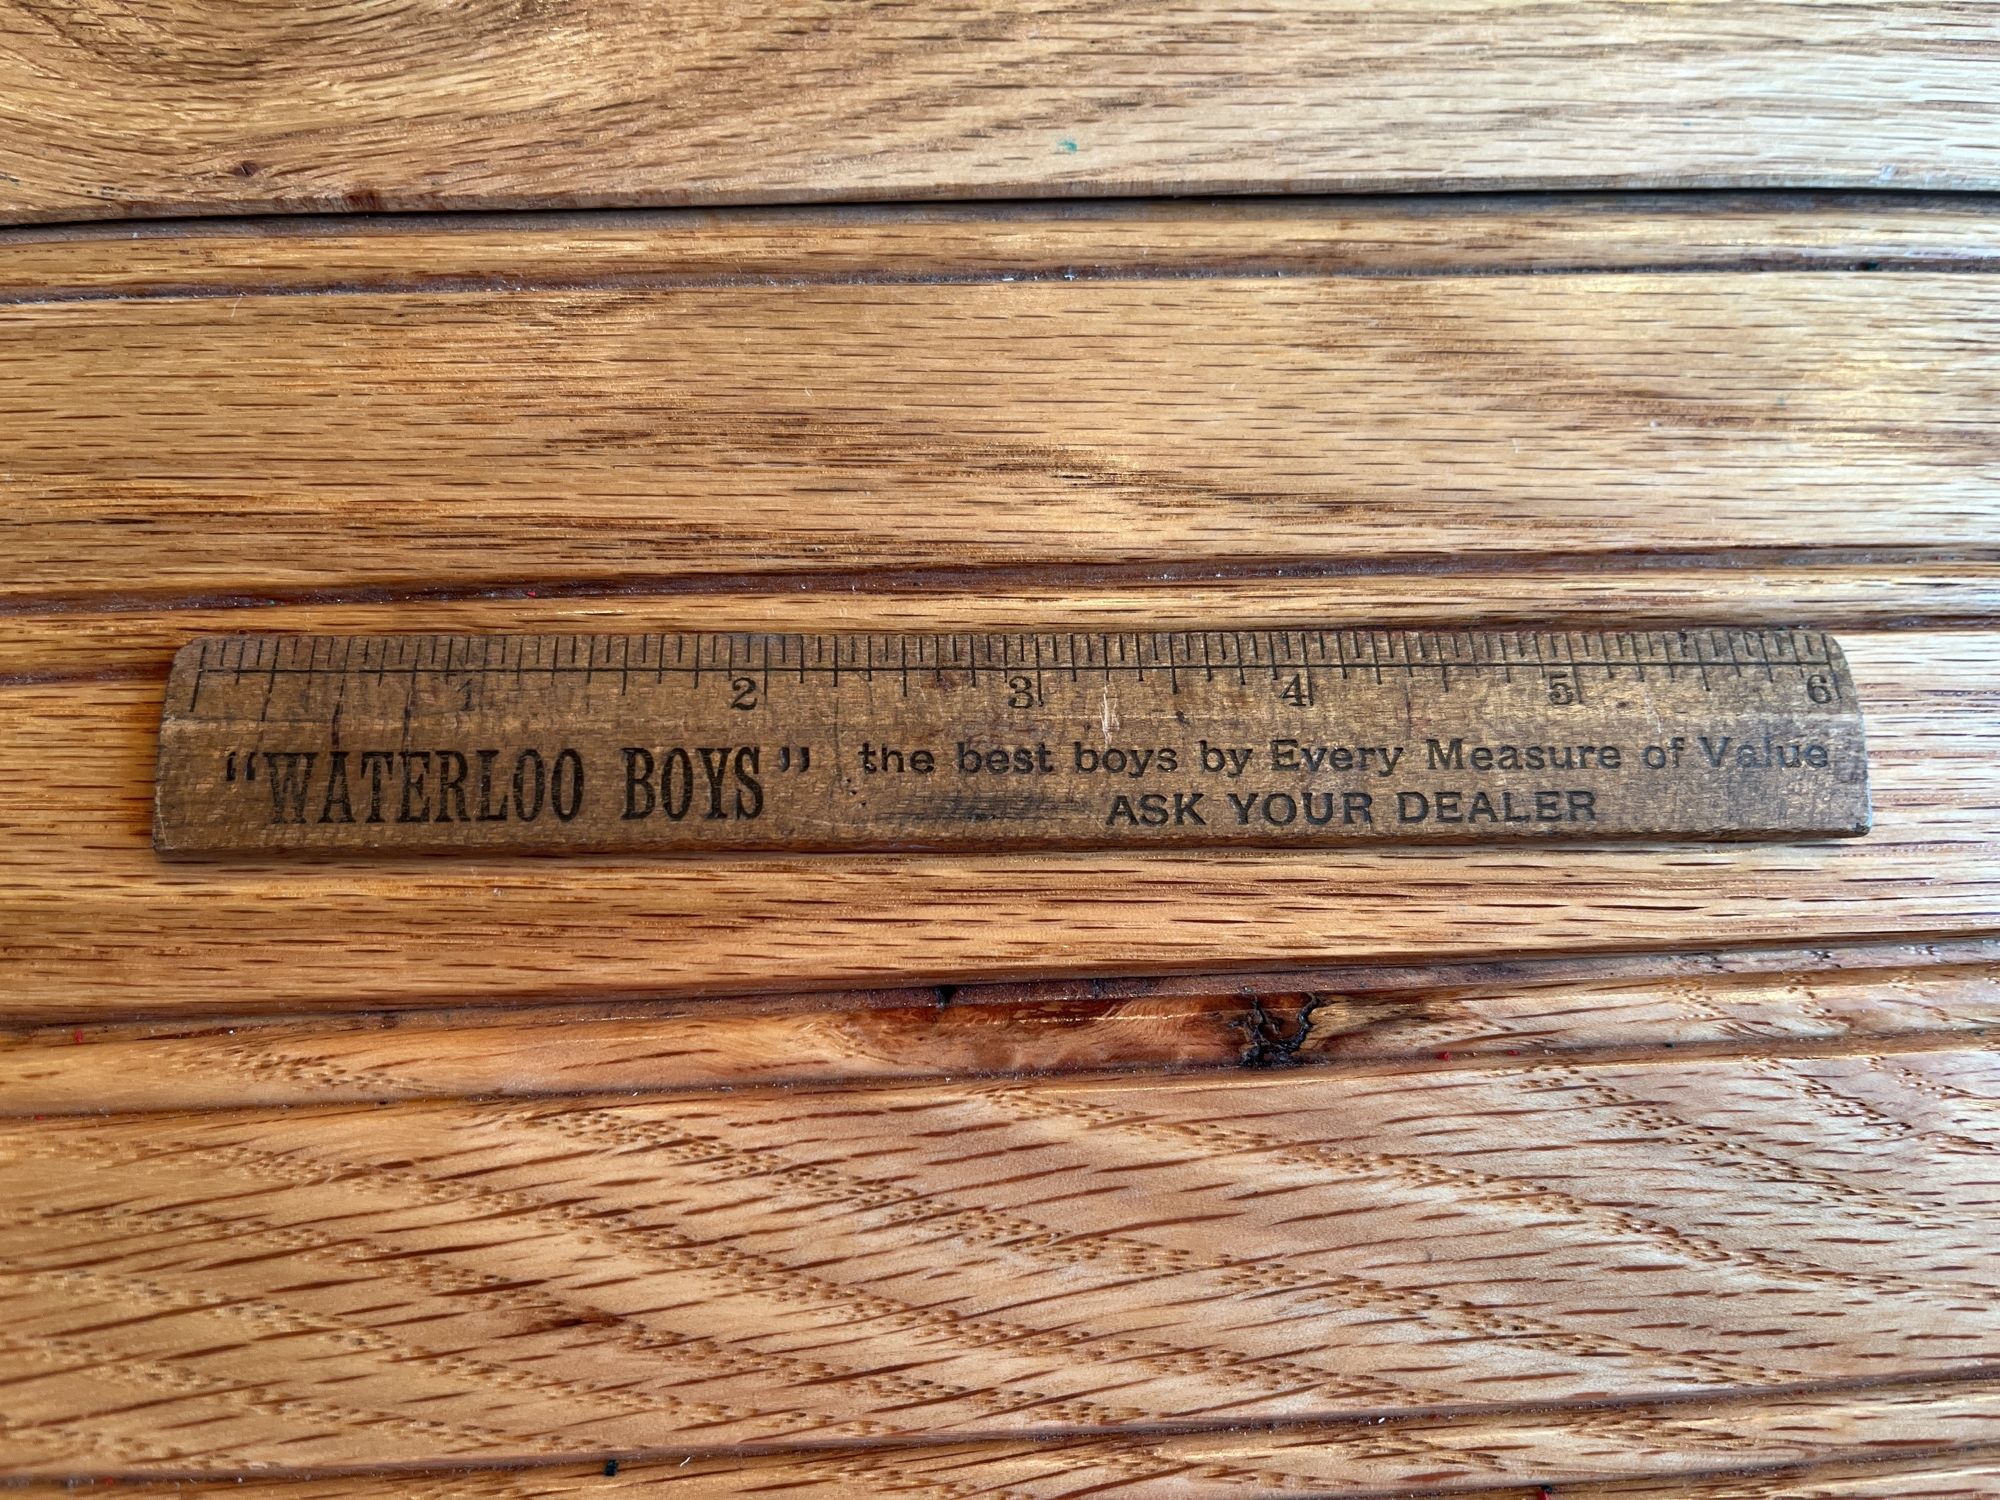 1 2 3 4 5 6
"WATERLOO BOYS" the best boys by Every Measure of Value
ASK YOUR DEALER